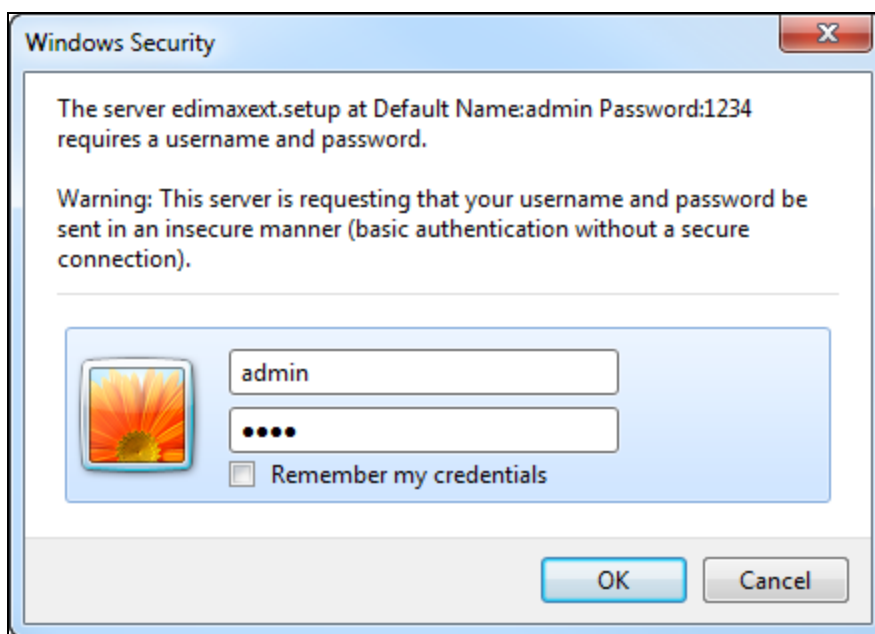 Windows Security
The server edimaxext.setup at Default Name:admin Password:1234
requires a username and password.
Warning: This server is requesting that your username and password be
sent in an insecure manner (basic authentication without a secure
connection).
admin
●●●●
Remember my credentials
OK
Cancel